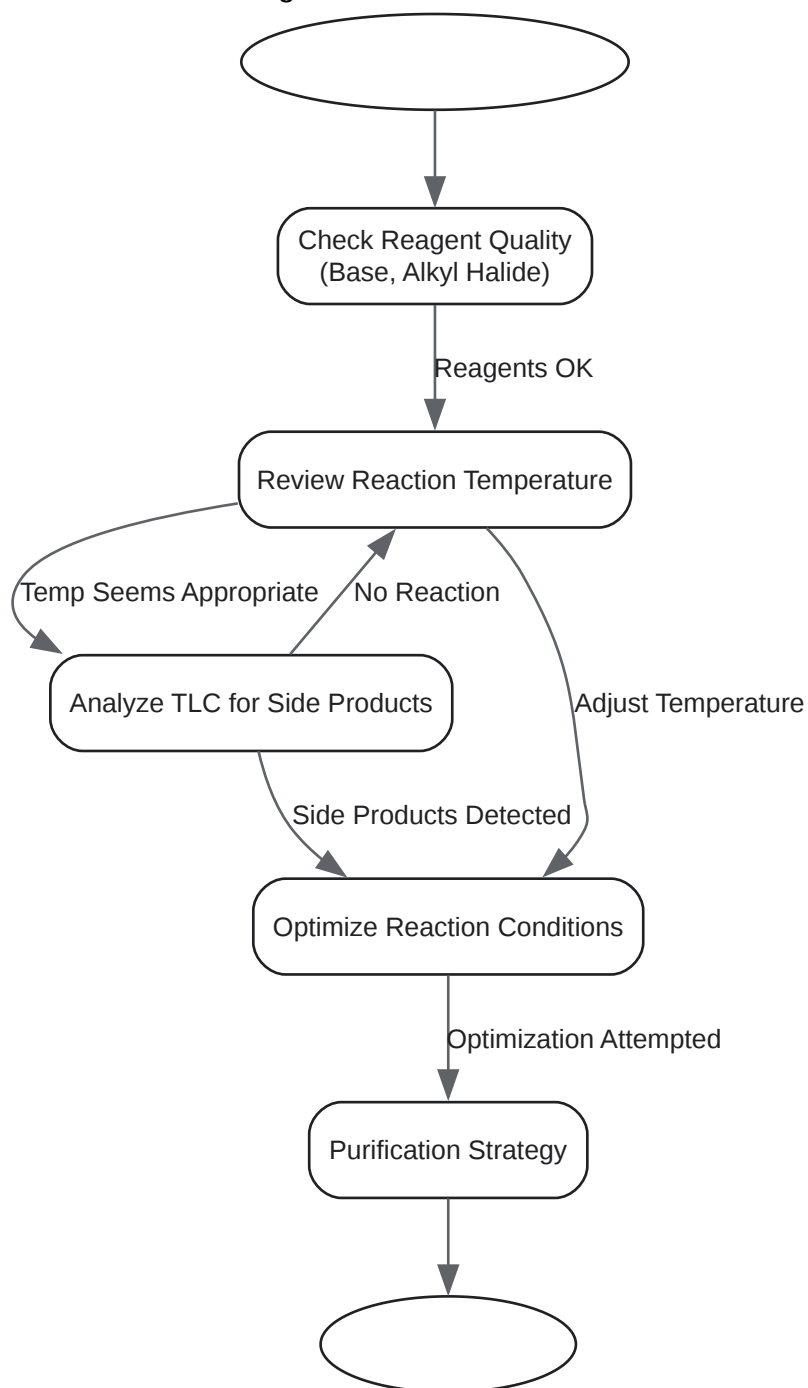 Check Reagent Quality
(Base, Alkyl Halide)
Reagents OK
Review Reaction Temperature
Temp Seems Appropriate
No Reaction
Analyze TLC for Side Products
Adjust Temperature
Side Products Detected
Optimize Reaction Conditions
Optimization Attempted
Purification Strategy